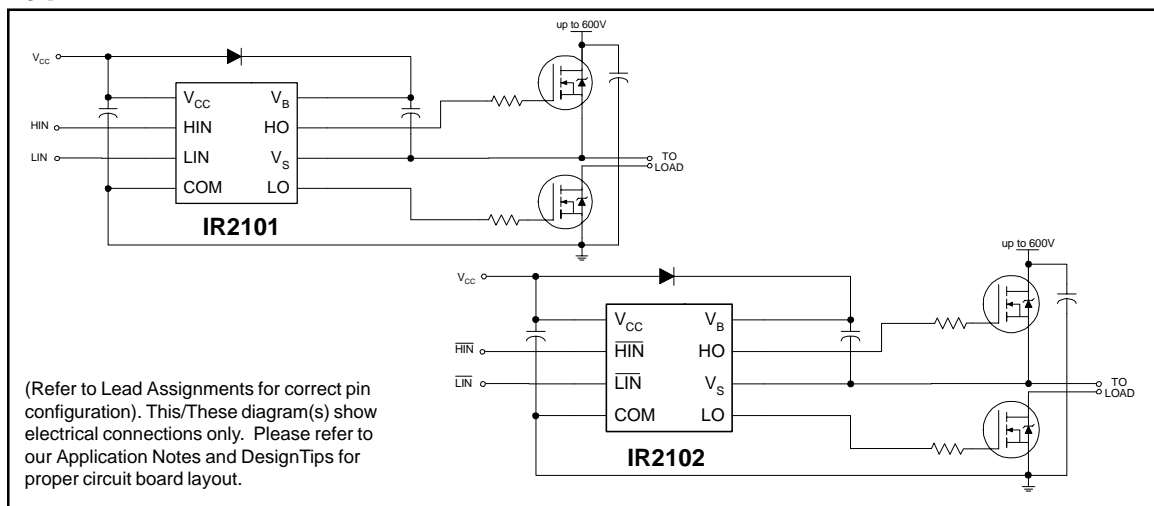 up to 600V
VCC
VCC
VB
HIN
HIN
HO
LIN
LIN
VS
TO
LOAD
COM
LO
IR2101
up to 600V
VCC
VCC
VB
HIN
HIN
HO
LIN
LIN
VS
TO
LOAD
COM
LO
IR2102
(Refer to Lead Assignments for correct pin
configuration). This/These diagram(s) show
electrical connections only. Please refer to
our Application Notes and DesignTips for
proper circuit board layout.